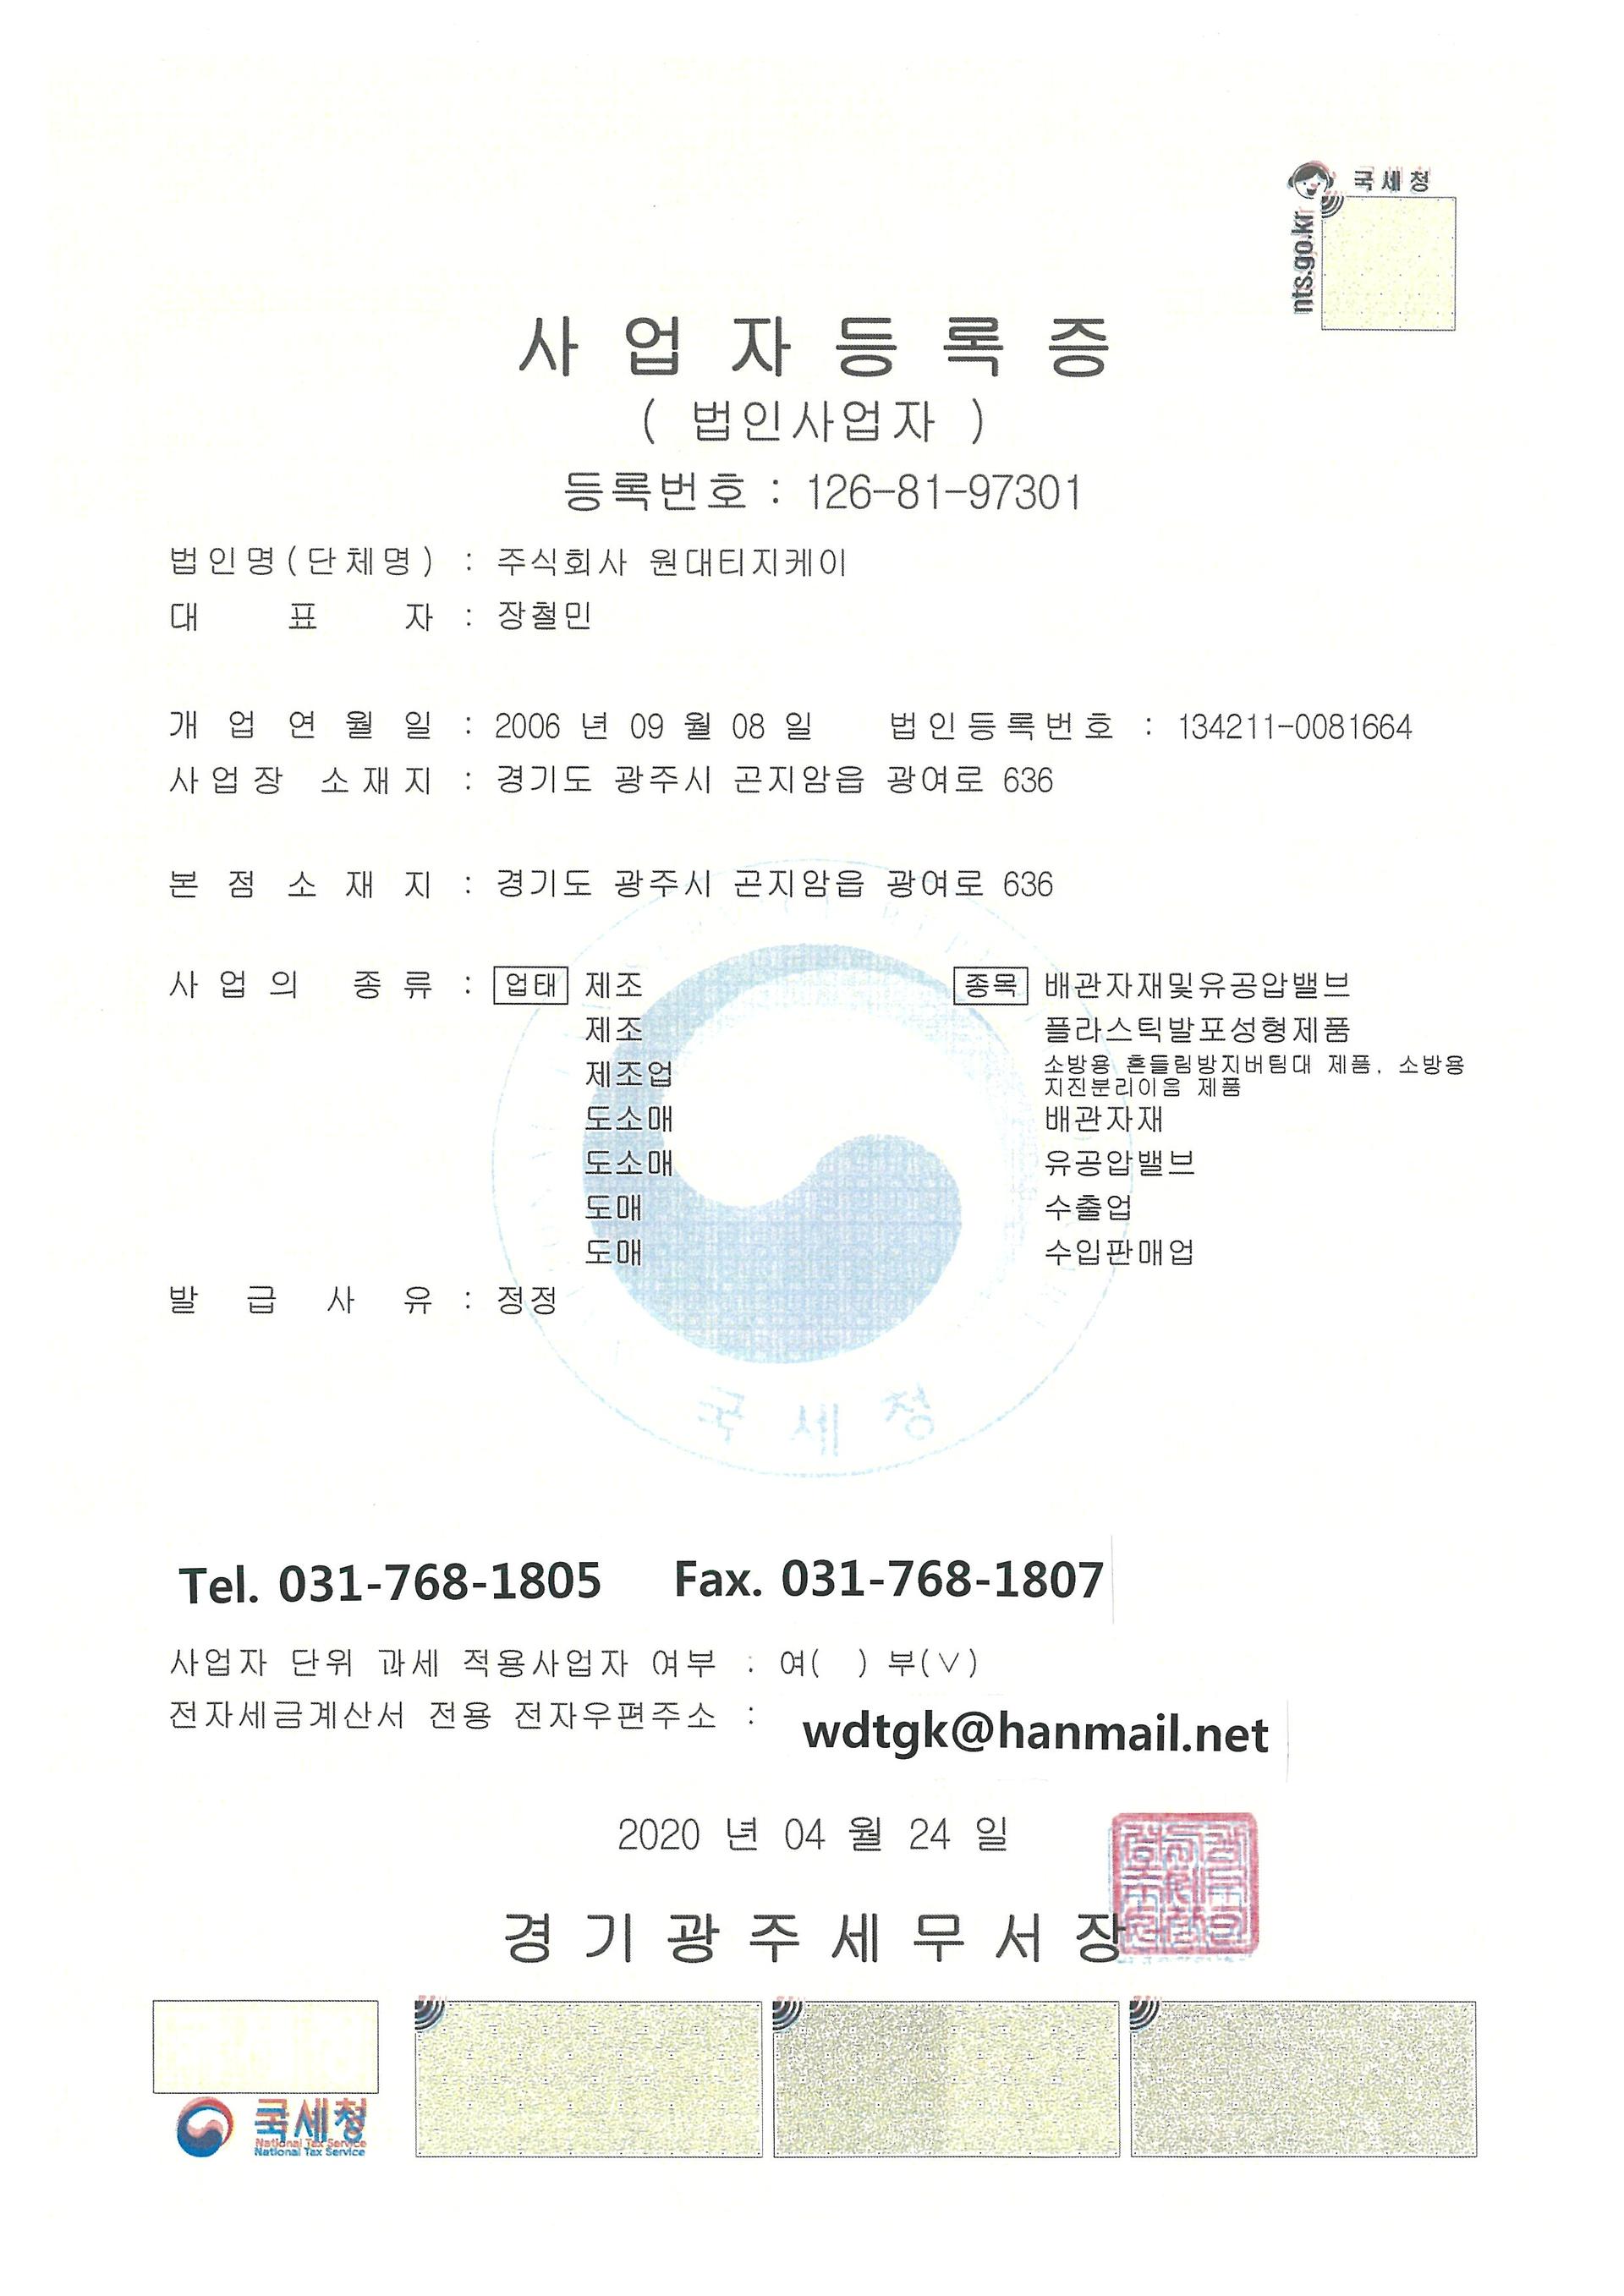 국세청
nts.go.kr
사업자등록증
( 법인사업자 )
등록번호 : 126-81-97301
법인명(단체명) : 주식회사 원대티지케이
대표자 : 장철민
개업연월일 : 2006 년 09 월 08 일 법인등록번호 : 134211-0081664
사업장 소재지 : 경기도 광주시 곤지암읍 광여로 636
본점소재지 : 경기도 광주시 곤지암읍 광여로 636
사업의 종류 : 업태 제조 종목 배관자재및유공압밸브
제조 플라스틱발포성형제품
제조업 소방용 흔들림방지버팀대 제품, 소방용
지진분리이음 제품
도소매 배관자재
도소매 유공압밸브
도매 수출업
도매 수입판매업
발급사유 : 정정
국세청
Tel. 031-768-1805 Fax. 031-768-1807
사업자 단위 과세 적용사업자 여부 : 여( ) 부(∨)
전자세금계산서 전용 전자우편주소 : wdtgk@hanmail.net
2020 년 04 월 24 일
경기광주세무서장
국세청
National Tax Service